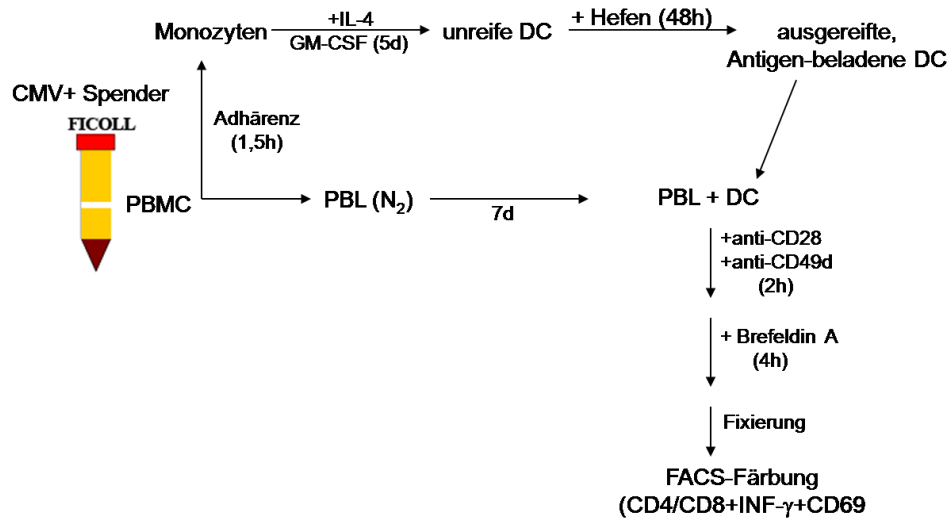 Monozyten
+IL-4
GM-CSF (5d)
unreife DC
+ Hefen (48h)
ausgereifte,
Antigen-beladene DC
CMV+ Spender
FICOLL
Adhärenz
(1,5h)
PBMC
PBL (N₂)
7d
PBL + DC
+anti-CD28
+anti-CD49d
(2h)
+ Brefeldin A
(4h)
Fixierung
FACS-Färbung
(CD4/CD8+INF-γ+CD69